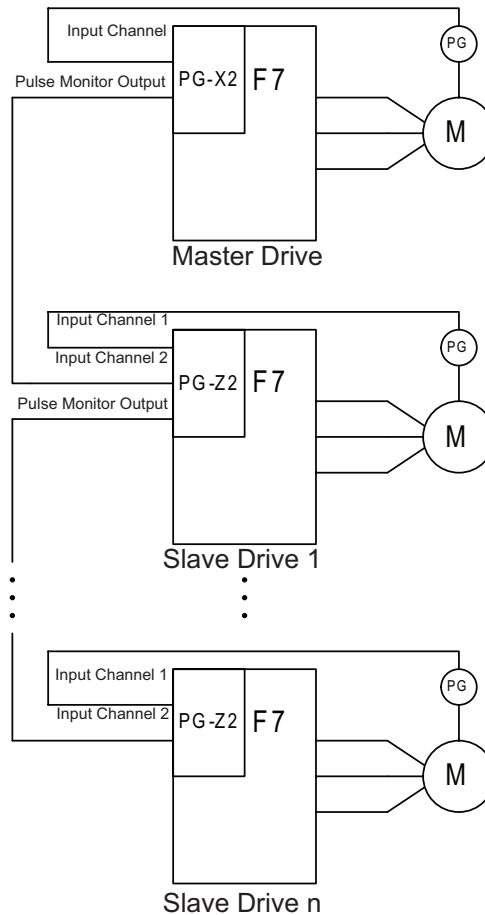 Input Channel
PG
Pulse Monitor Output
PG-X2
F7
M
Master Drive
Input Channel 1
PG
Input Channel 2
PG-Z2
F7
Pulse Monitor Output
M
Slave Drive 1
Input Channel 1
PG
Input Channel 2
PG-Z2
F7
M
Slave Drive n